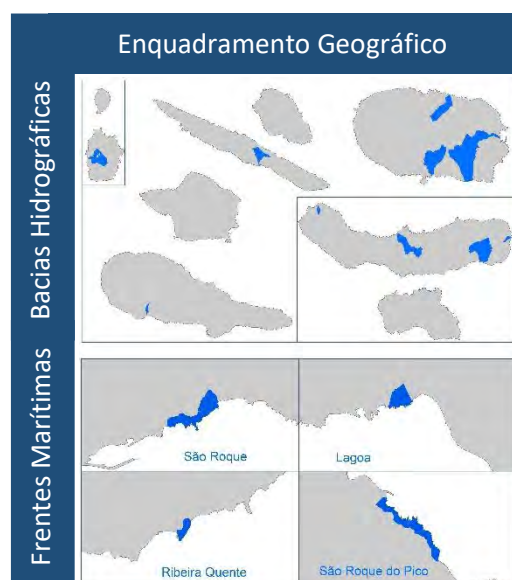 Enquadramento Geográfico
Bacias Hidrográficas
Frentes Marítimas
São Roque
Lagoa
Ribeira Quente
São Roque do Pico